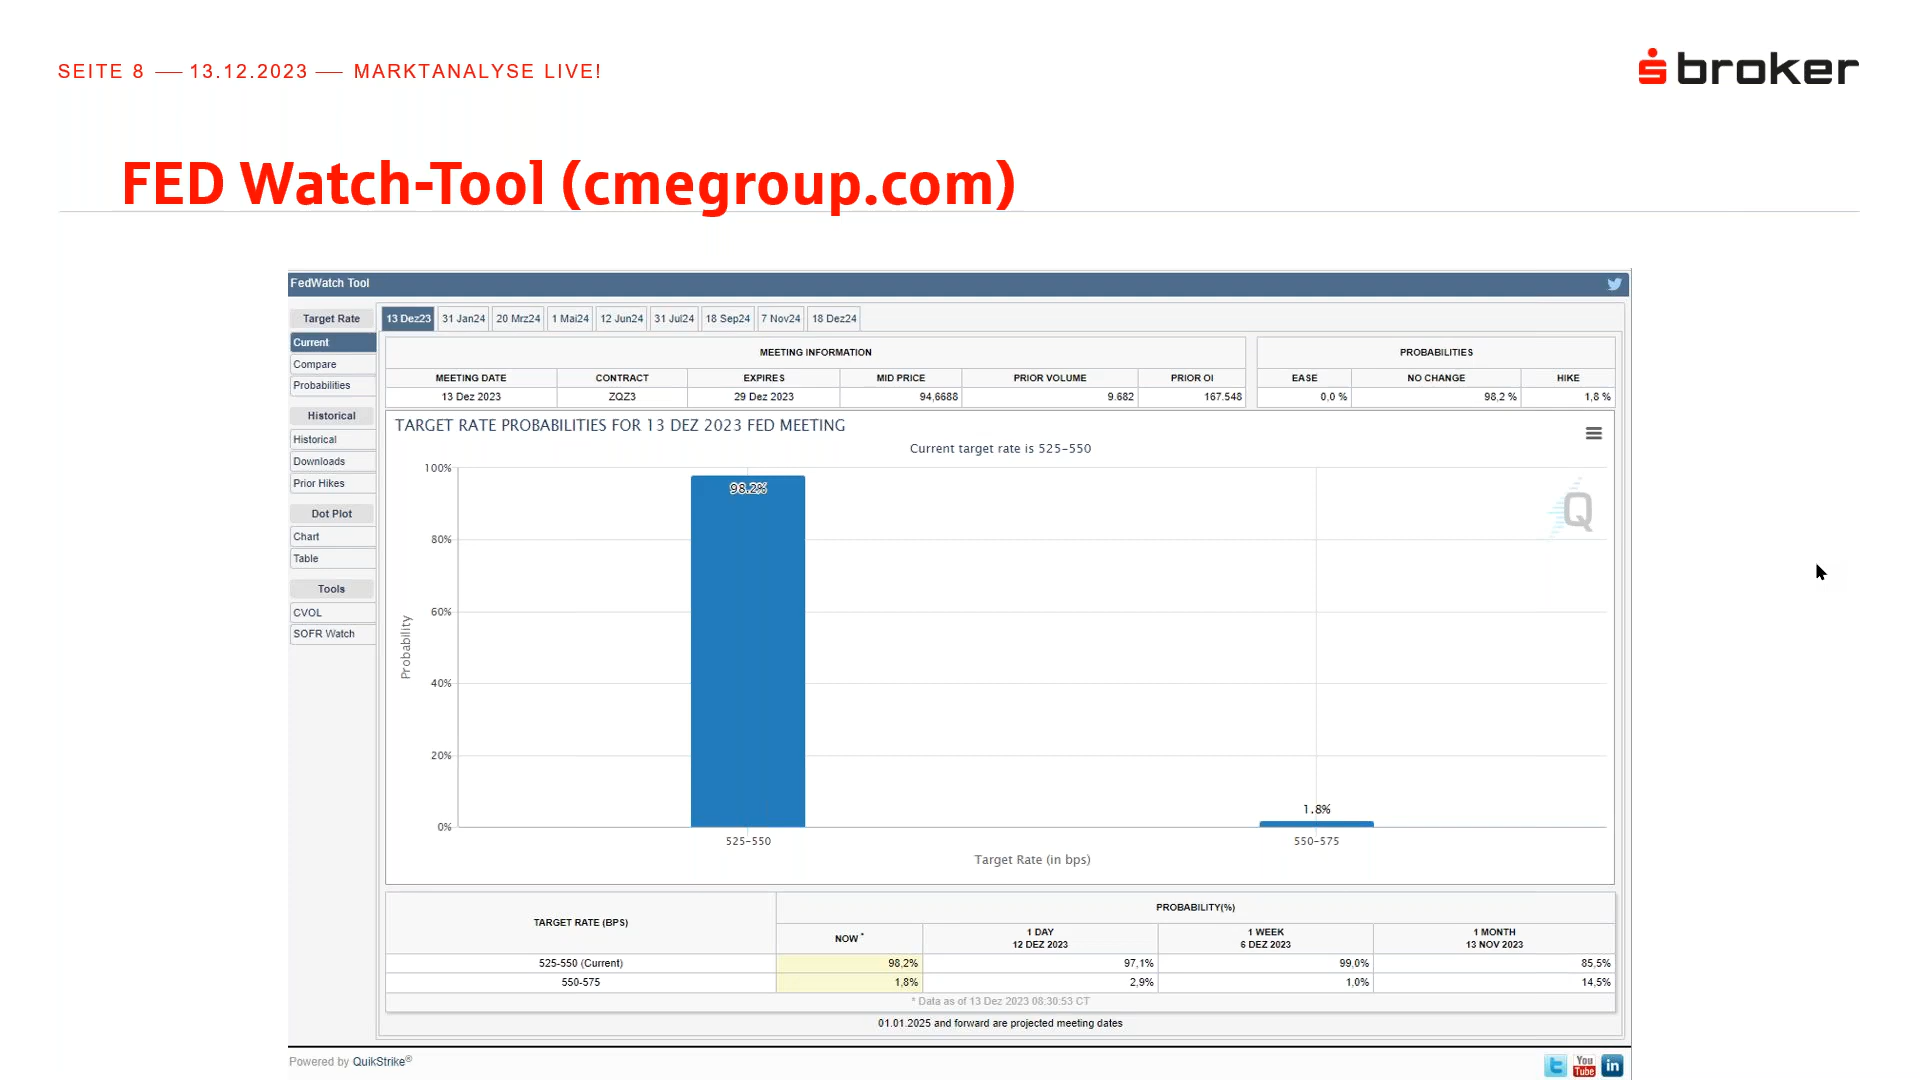 SEITE 8 — 13.12.2023 — MARKTANALYSE LIVE!
broker
FED Watch-Tool (cmegroup.com)
FedWatch Tool
Target Rate
Current
Compare
Probabilities
Historical
Historical
Downloads
Prior Hikes
Dot Plot
Chart
Table
Tools
CVOL
SOFR Watch
13 Dez23 31 Jan24 20 Mrz24 1 Mai24 12 Jun24 31 Jul24 18 Sep24 7 Nov24 18 Dez24
MEETING INFORMATION
MEETING DATE CONTRACT EXPIRES MID PRICE PRIOR VOLUME PRIOR OI
13 Dez 2023 ZQZ3 29 Dez 2023 94,6688 9.682 167.548
PROBABILITIES
EASE NO CHANGE HIKE
0,0 % 98,2 % 1,8 %
TARGET RATE PROBABILITIES FOR 13 DEZ 2023 FED MEETING
Current target rate is 525-550
Q
Probability
100%
80%
60%
40%
20%
0%
98.2%
1.8%
525-550 550-575
Target Rate (in bps)
TARGET RATE (BPS) PROBABILITY(%)
NOW * 1 DAY 12 DEZ 2023 1 WEEK 6 DEZ 2023 1 MONTH 13 NOV 2023
525-550 (Current) 98,2% 97,1% 99,0% 85,5%
550-575 1,8% 2,9% 1,0% 14,5%
* Data as of 13 Dez 2023 08:30:53 CT
01.01.2025 and forward are projected meeting dates
Powered by QuikStrike®
You Tube
in